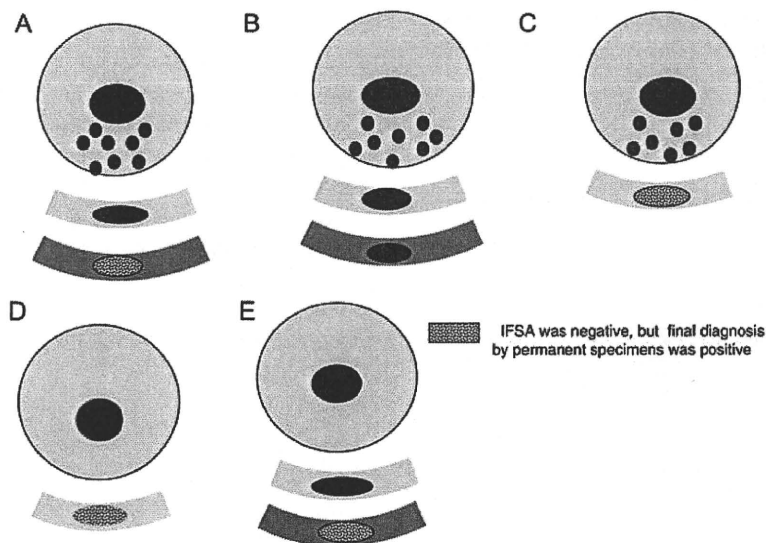 A
B
C
D
E
IFSA was negative, but final diagnosis
by permanent specimens was positive